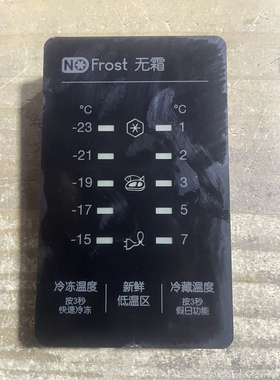 NO Frost 无霜
°C °C
-23 1
-21 2
-19 3
-17 5
-15 7
冷冻温度 新鲜 冷藏温度
按3秒 低温区 按3秒
快速冷冻 假日功能